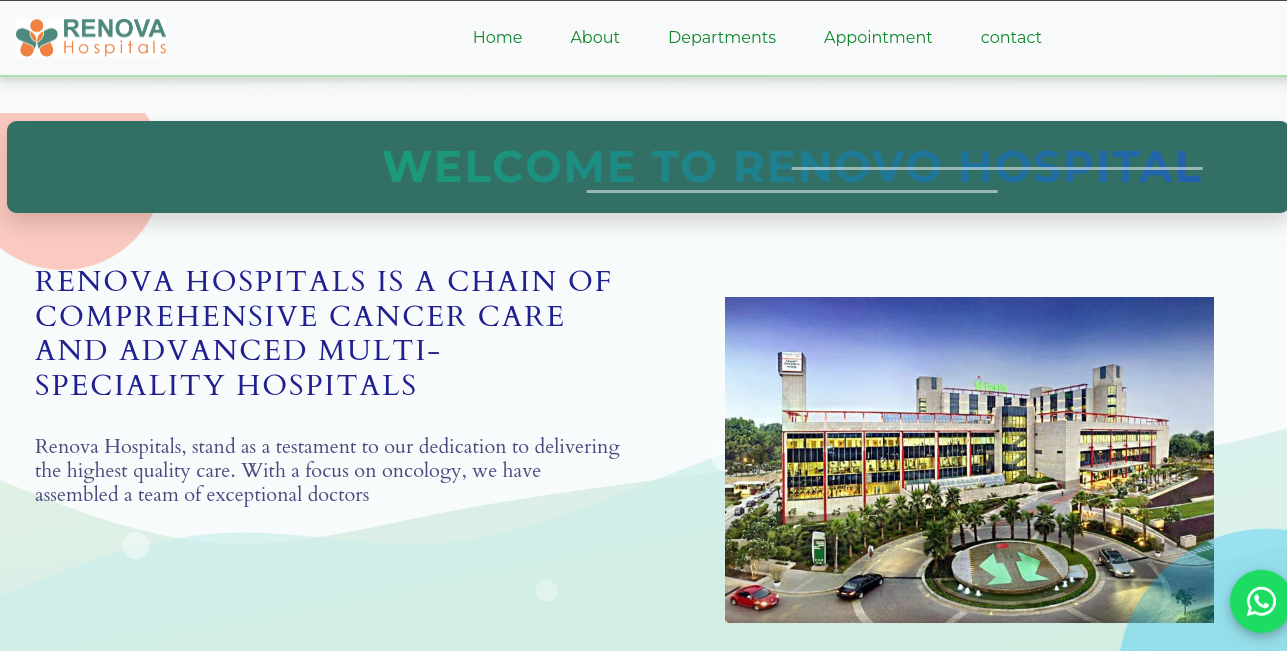 RENOVA
Hospitals
Home About Departments Appointment contact
WELCOME TO RENOVO HOSPITAL
RENOVA HOSPITALS IS A CHAIN OF
COMPREHENSIVE CANCER CARE
AND ADVANCED MULTI-
SPECIALITY HOSPITALS
Renova Hospitals, stand as a testament to our dedication to delivering
the highest quality care. With a focus on oncology, we have
assembled a team of exceptional doctors